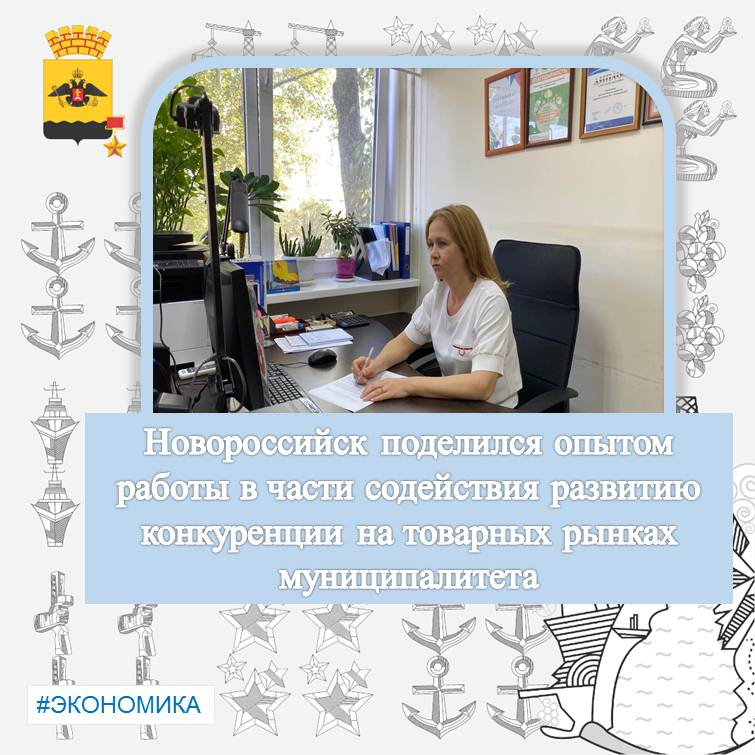 Новороссийск поделился опытом
работы в части содействия развитию
конкуренции на товарных рынках
муниципалитета
#ЭКОНОМИКА